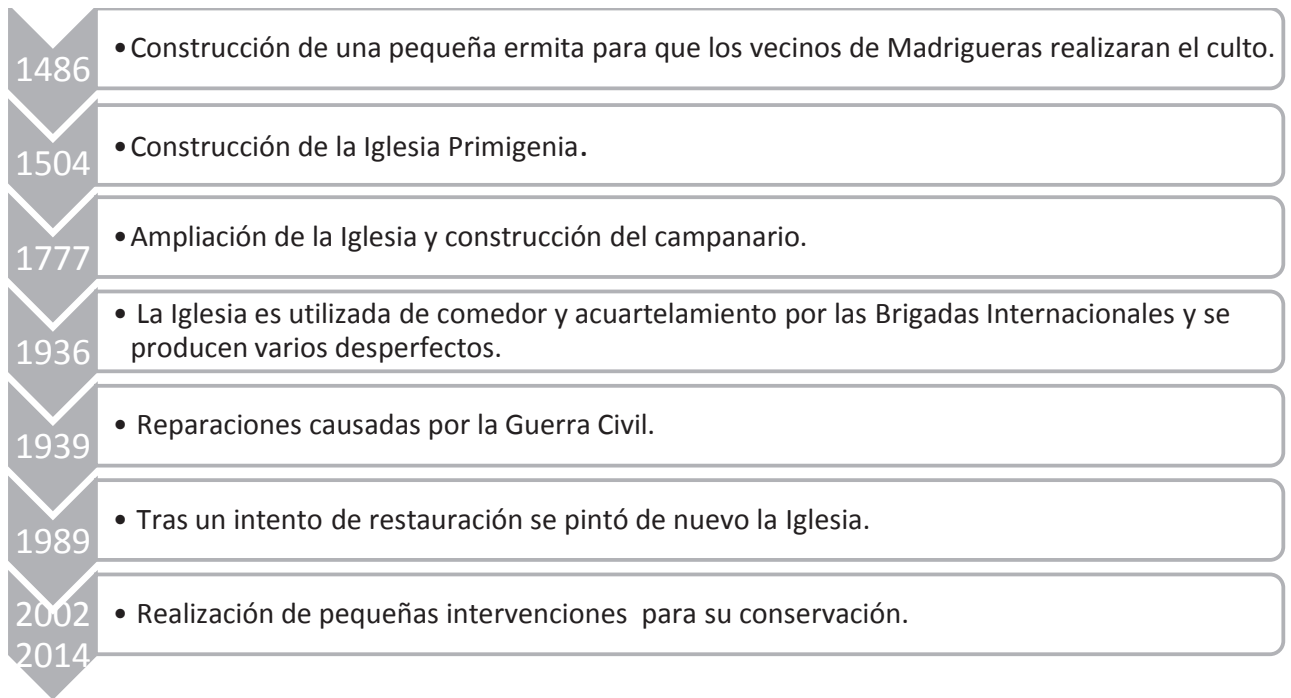 1486
•Construcción de una pequeña ermita para que los vecinos de Madrigueras realizaran el culto.
1504
•Construcción de la Iglesia Primigenia.
1777
•Ampliación de la Iglesia y construcción del campanario.
1936
• La Iglesia es utilizada de comedor y acuartelamiento por las Brigadas Internacionales y se
producen varios desperfectos.
1939
• Reparaciones causadas por la Guerra Civil.
1989
• Tras un intento de restauración se pintó de nuevo la Iglesia.
2002
2014
• Realización de pequeñas intervenciones  para su conservación.